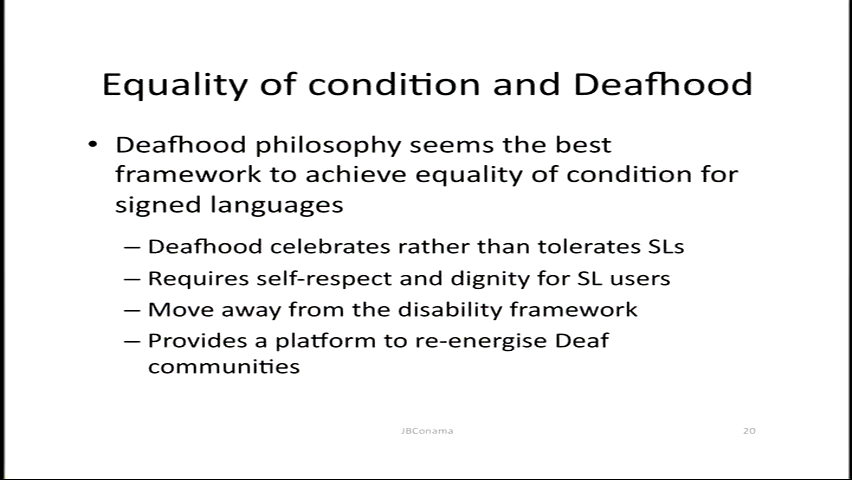 Equality of condition and Deafhood
• Deafhood philosophy seems the best
framework to achieve equality of condition for
signed languages
– Deafhood celebrates rather than tolerates SLs
– Requires self-respect and dignity for SL users
– Move away from the disability framework
– Provides a platform to re-energise Deaf
communities
JBConama
20